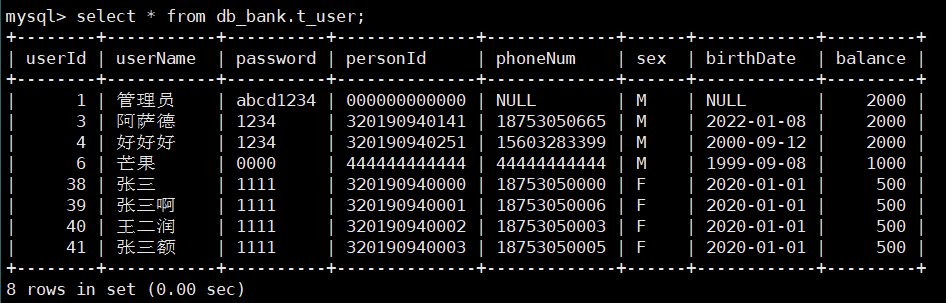 mysql> select * from db_bank.t_user;
+--------+-----------+----------+--------------+-------------+------+------------+---------+
| userId | userName | password | personId | phoneNum | sex | birthDate | balance |
+--------+-----------+----------+--------------+-------------+------+------------+---------+
| 1 | 管理员 | abcd1234 | 000000000000 | NULL | M | NULL | 2000 |
| 3 | 阿萨德 | 1234 | 320190940141 | 18753050665 | M | 2022-01-08 | 2000 |
| 4 | 好好好 | 1234 | 320190940251 | 15603283399 | M | 2000-09-12 | 2000 |
| 6 | 芒果 | 0000 | 444444444444 | 44444444444 | M | 1999-09-08 | 1000 |
| 38 | 张三 | 1111 | 320190940000 | 18753050000 | F | 2020-01-01 | 500 |
| 39 | 张三啊 | 1111 | 320190940001 | 18753050006 | F | 2020-01-01 | 500 |
| 40 | 王二润 | 1111 | 320190940002 | 18753050003 | F | 2020-01-01 | 500 |
| 41 | 张三额 | 1111 | 320190940003 | 18753050005 | F | 2020-01-01 | 500 |
+--------+-----------+----------+--------------+-------------+------+------------+---------+
8 rows in set (0.00 sec)